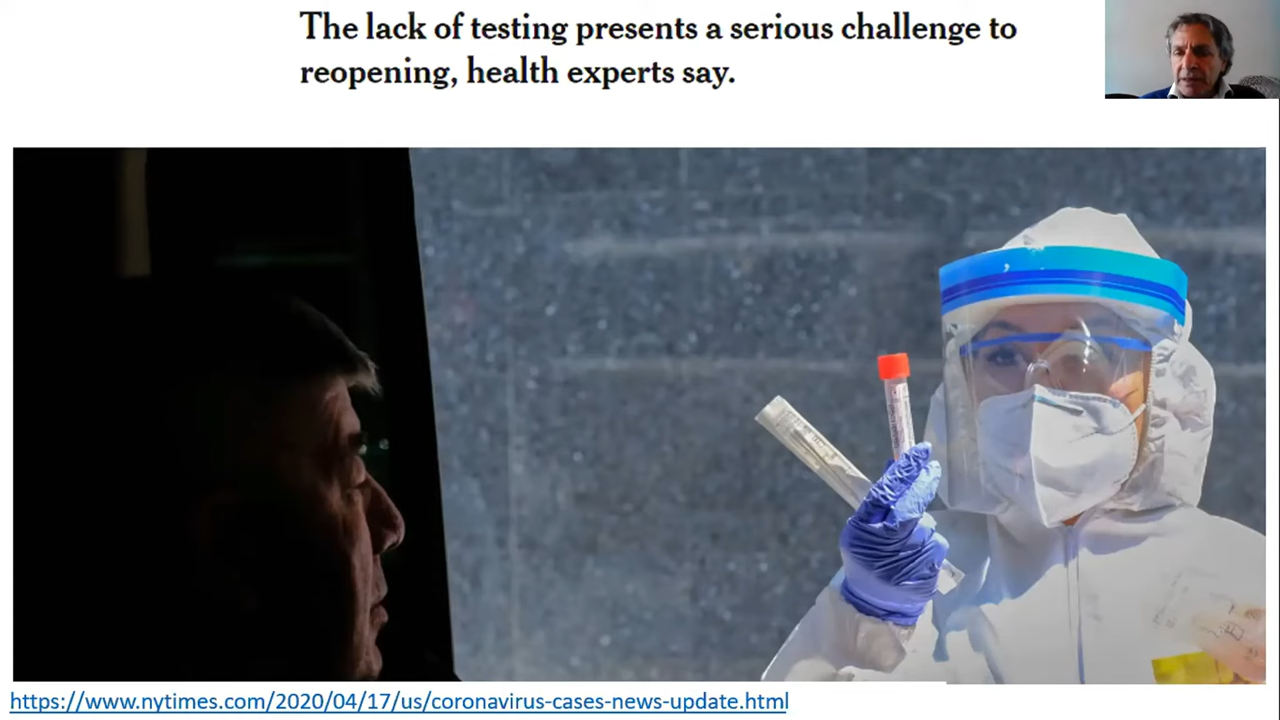 The lack of testing presents a serious challenge to
reopening, health experts say.
https://www.nytimes.com/2020/04/17/us/coronavirus-cases-news-update.html